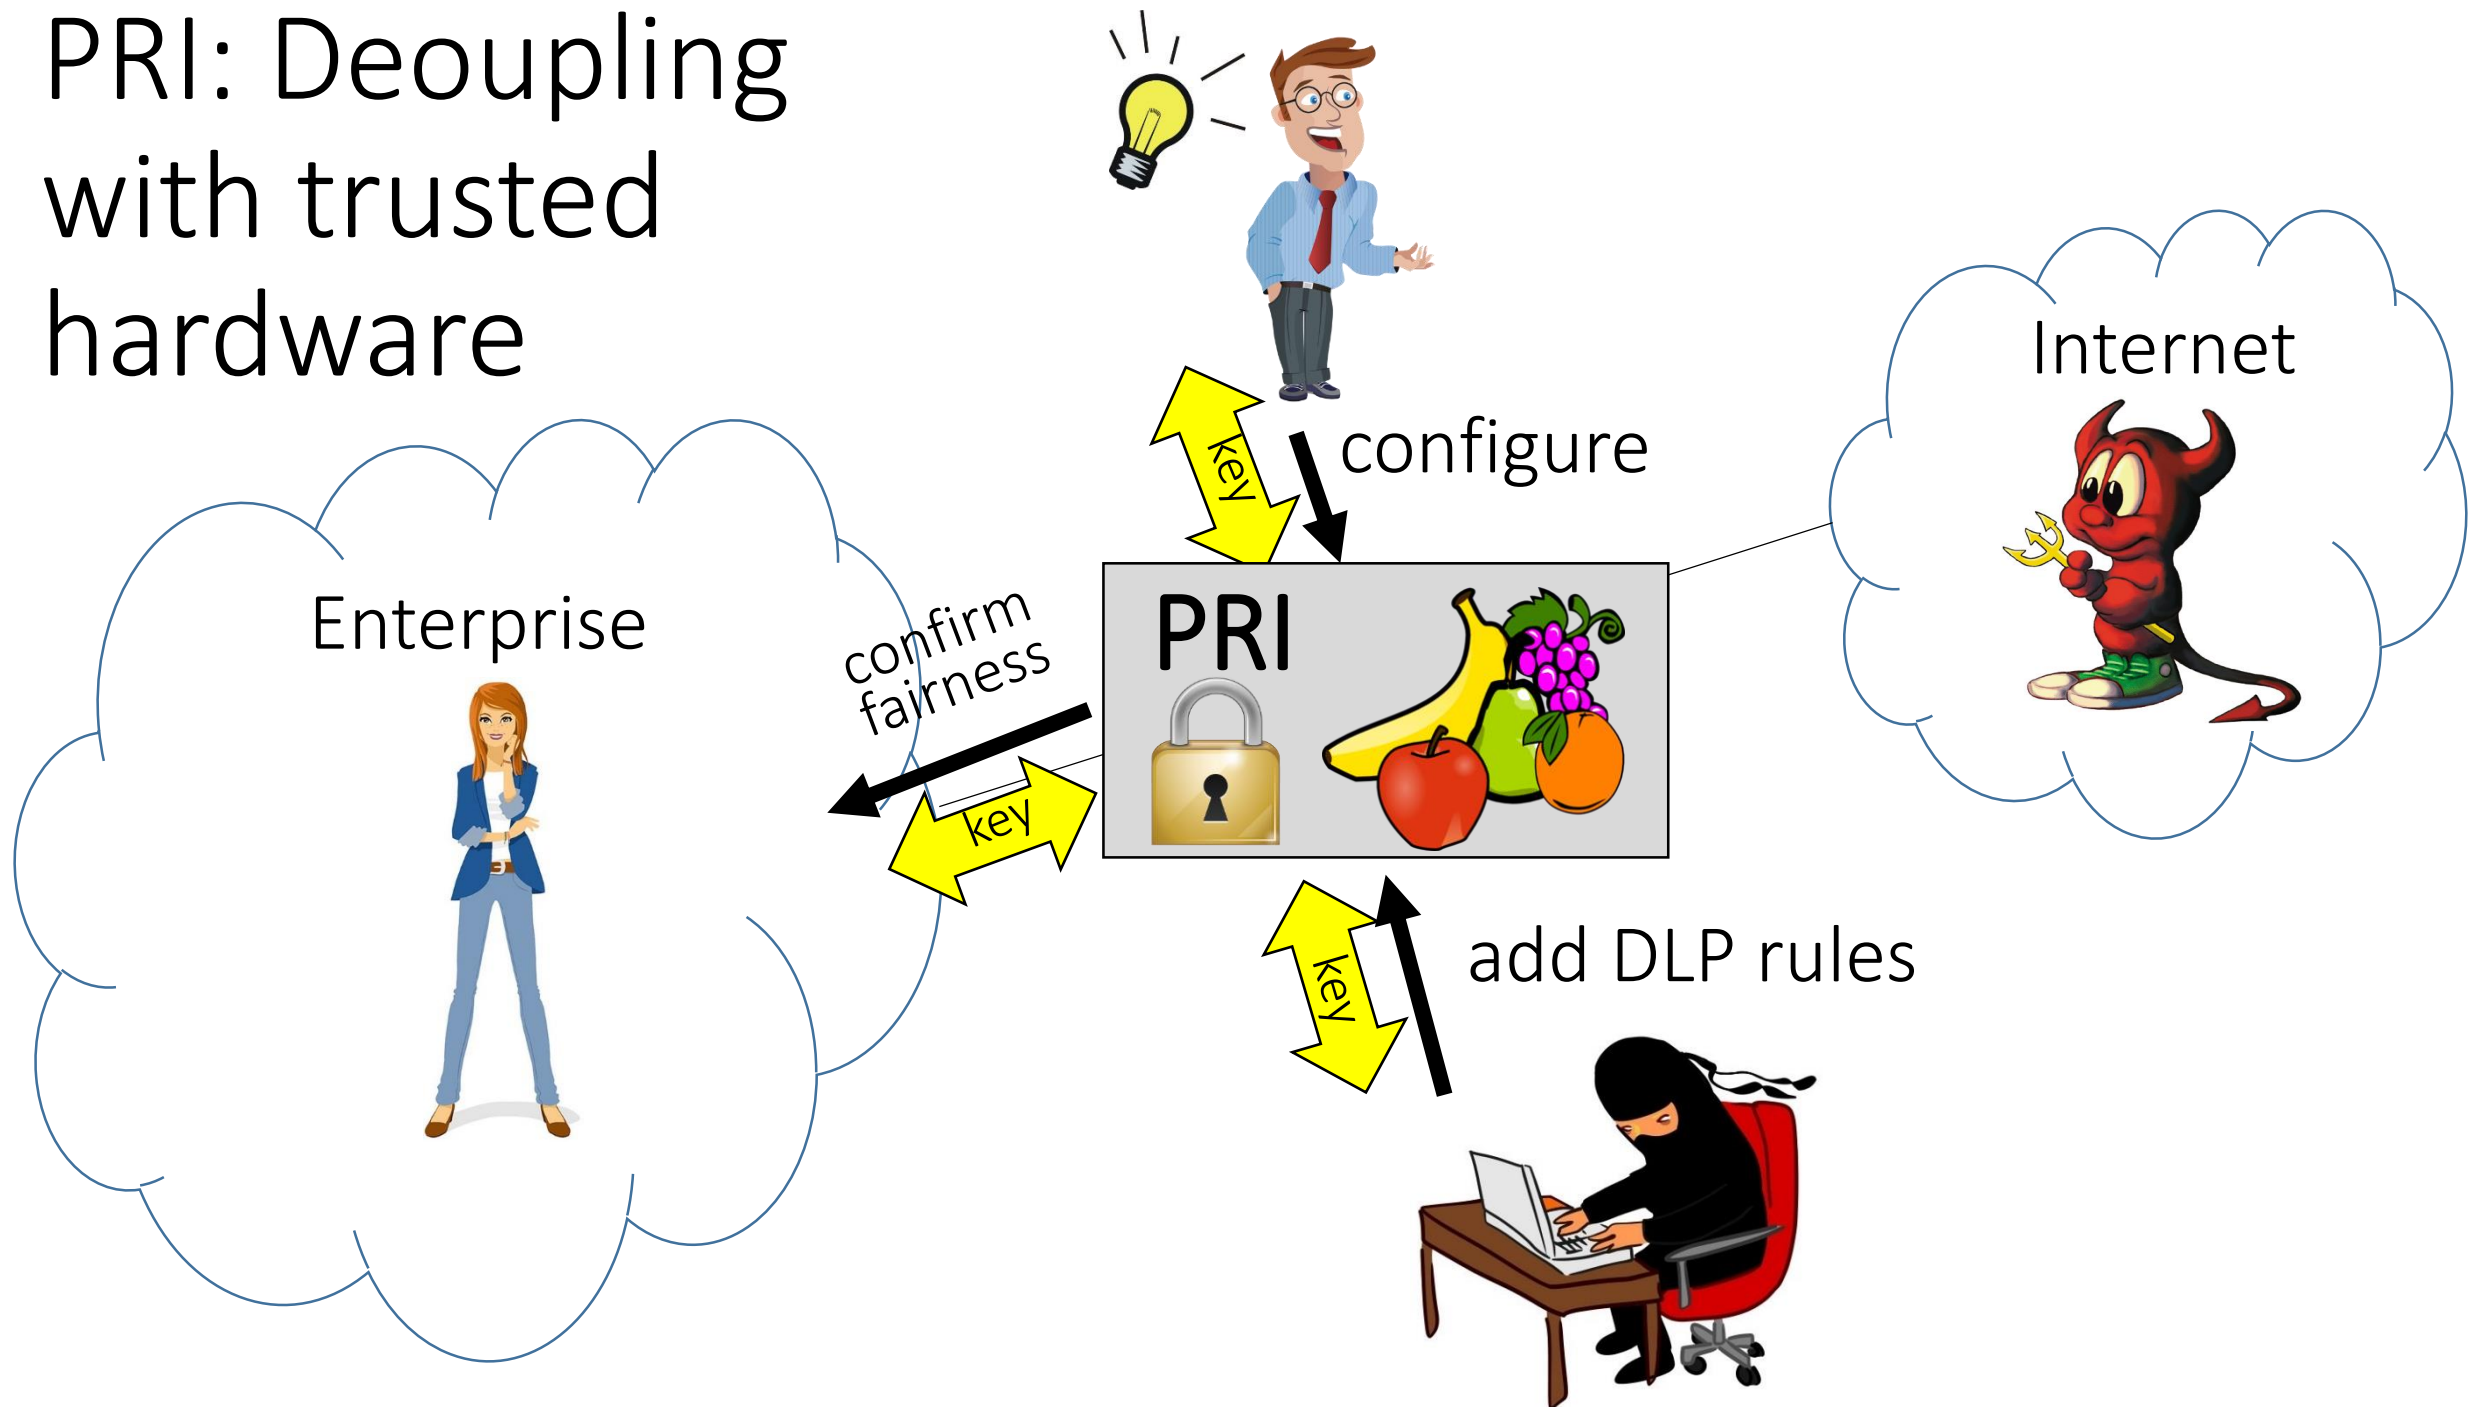 PRI: Deoupling
with trusted
hardware
Internet
configure
key
Enterprise
confirm
fairness
PRI
key
key
add DLP rules